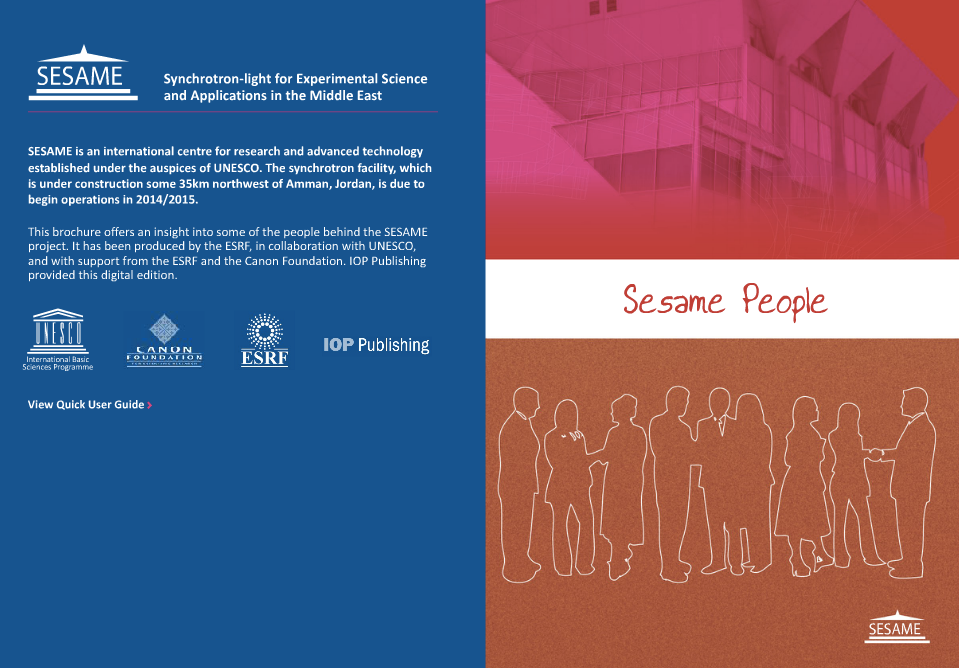 SESAME
Synchrotron-light for Experimental Science
and Applications in the Middle East
SESAME is an international centre for research and advanced technology
established under the auspices of UNESCO. The synchrotron facility, which
is under construction some 35km northwest of Amman, Jordan, is due to
begin operations in 2014/2015.
This brochure offers an insight into some of the people behind the SESAME
project. It has been produced by the ESRF, in collaboration with UNESCO,
and with support from the ESRF and the Canon Foundation. IOP Publishing
provided this digital edition.
UNESCO
International Basic
Sciences Programme
CANON
FOUNDATION
ESRF
IOP Publishing
View Quick User Guide
Sesame People
SESAME